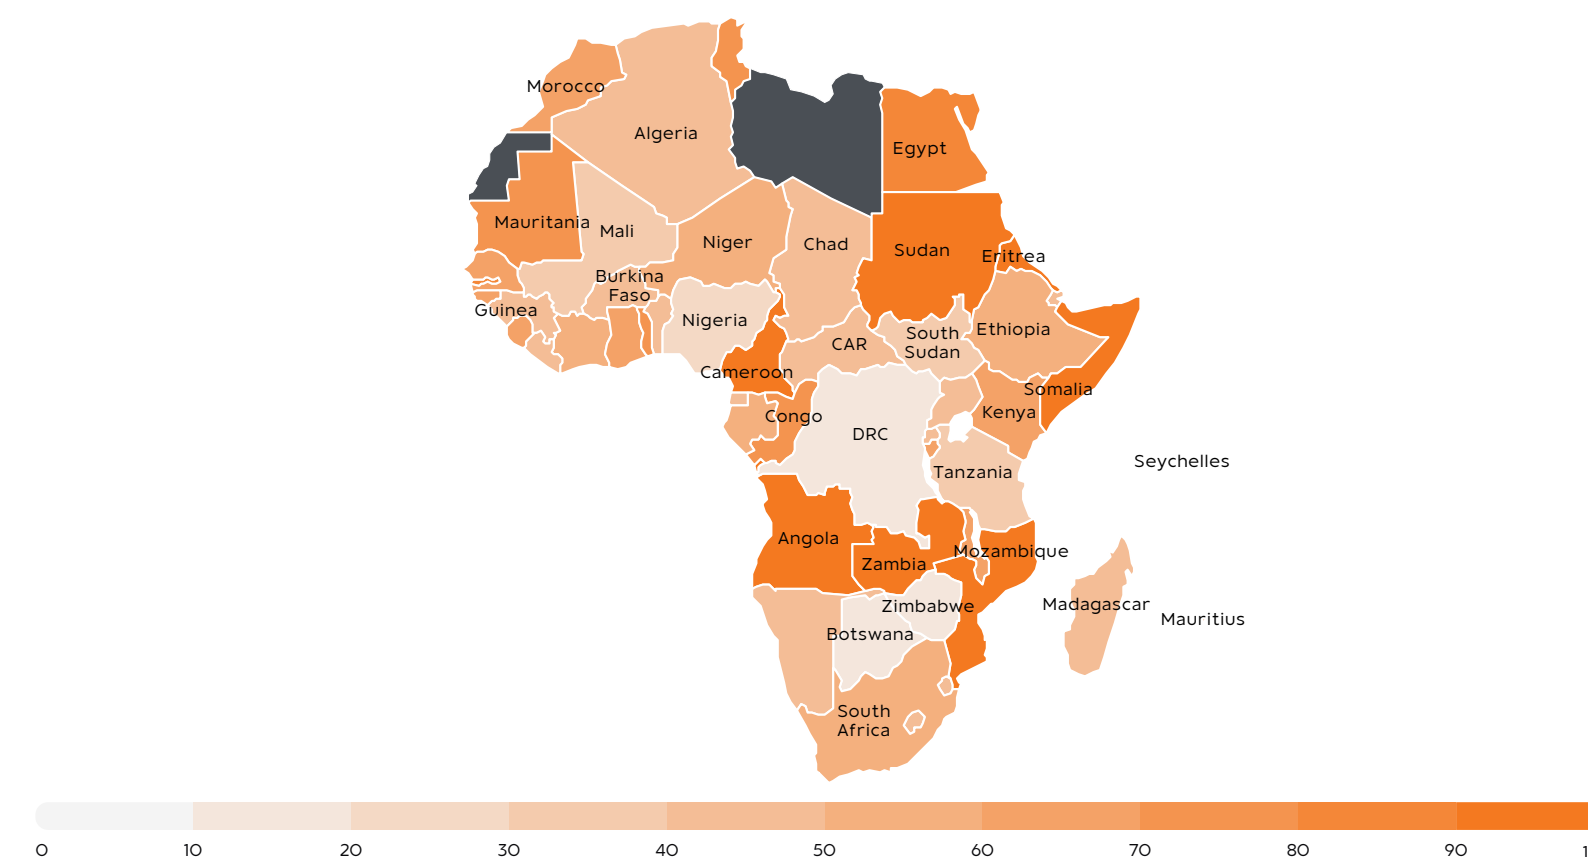 Morocco
Algeria
Egypt
Mauritania
Mali
Niger
Chad
Sudan
Eritrea
Burkina
Faso
Guinea
Nigeria
South
Sudan
Ethiopia
CAR
Cameroon
Somalia
Congo
Kenya
DRC
Seychelles
Tanzania
Angola
Mozambique
Zambia
Zimbabwe
Madagascar
Mauritius
Botswana
South
Africa
0 10 20 30 40 50 60 70 80 90 1